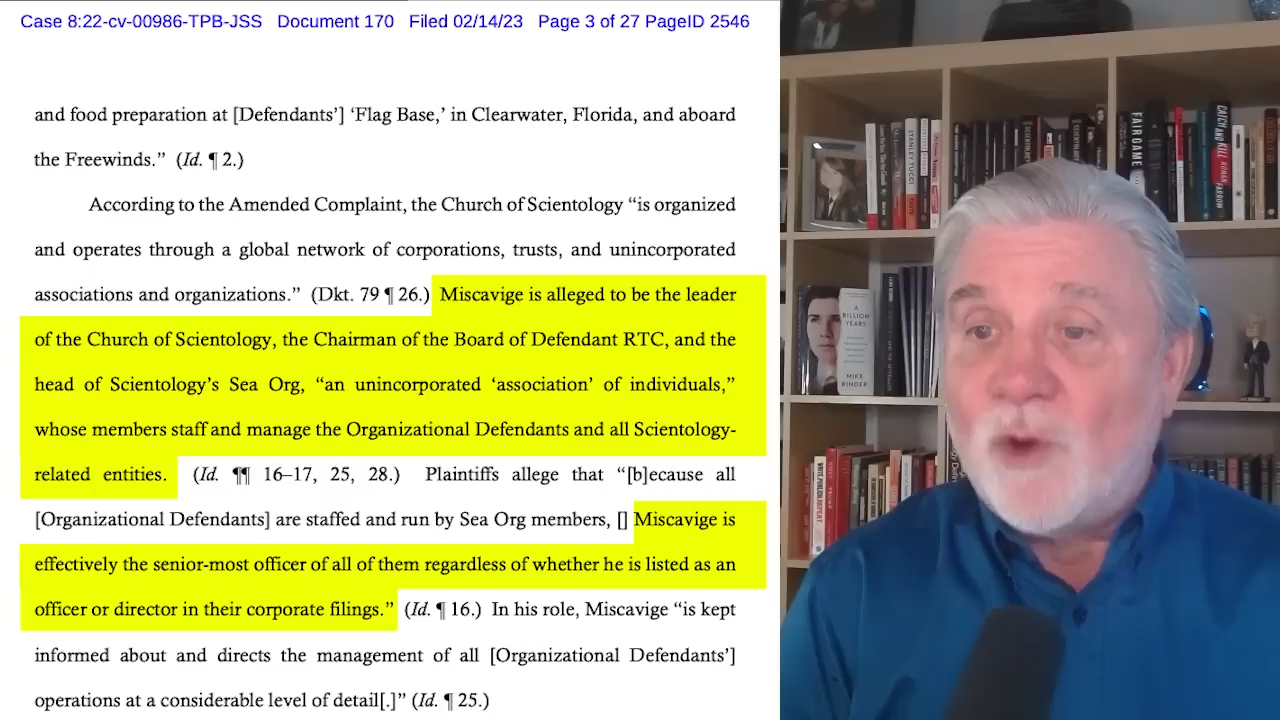 Case 8:22-cv-00986-TPB-JSS Document 170 Filed 02/14/23 Page 3 of 27 PageID 2546
and food preparation at [Defendants’] ‘Flag Base,’ in Clearwater, Florida, and aboard
the Freewinds.” (Id. ¶ 2.)
According to the Amended Complaint, the Church of Scientology “is organized
and operates through a global network of corporations, trusts, and unincorporated
associations and organizations.” (Dkt. 79 ¶ 26.) Miscavige is alleged to be the leader
of the Church of Scientology, the Chairman of the Board of Defendant RTC, and the
head of Scientology’s Sea Org, “an unincorporated ‘association’ of individuals,”
whose members staff and manage the Organizational Defendants and all Scientology-
related entities. (Id. ¶¶ 16–17, 25, 28.) Plaintiffs allege that “[b]ecause all
[Organizational Defendants] are staffed and run by Sea Org members, [] Miscavige is
effectively the senior-most officer of all of them regardless of whether he is listed as an
officer or director in their corporate filings.” (Id. ¶ 16.) In his role, Miscavige “is kept
informed about and directs the management of all [Organizational Defendants’]
operations at a considerable level of detail[.]” (Id. ¶ 25.)
STANLEY TUCCI
FAIR GAME
CATCH AND KILL RONAN FARROW
A
BILLION
YEARS
MIKE
RINDER